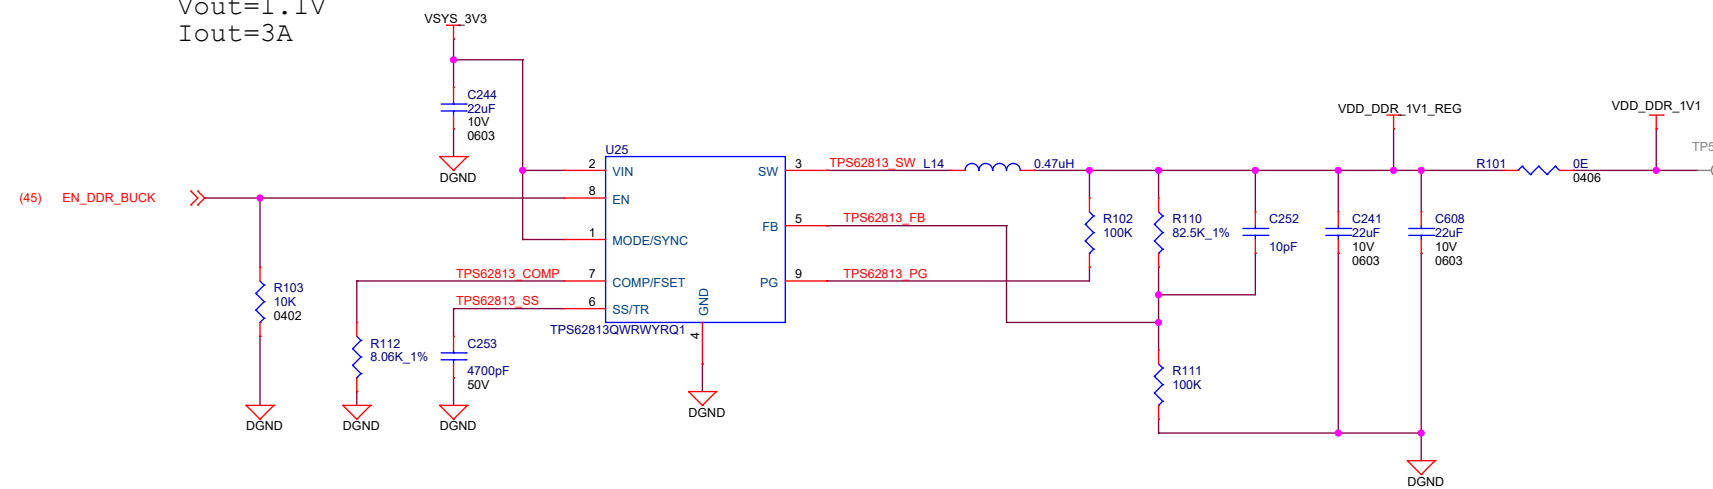 Vout=1.1V
Iout=3A
VSYS_3V3
C244
22uF
10V
0603
DGND
(45) EN_DDR_BUCK
R103
10K
0402
DGND
TPS62813_COMP
TPS62813_SS
R112
8.06K_1%
DGND
C253
4700pF
50V
DGND
U25
2 VIN
8 EN
1 MODE/SYNC
7 COMP/FSET
6 SS/TR
SW 3
FB 5
PG 9
GND
4
TPS62813QWRWYRQ1
DGND
TPS62813_SW L14 0.47uH
TPS62813_FB
TPS62813_PG
R102
100K
R110
82.5K_1%
C252
10pF
C241
22uF
10V
0603
C608
22uF
10V
0603
R111
100K
DGND
VDD_DDR_1V1_REG
R101 0E
0406
VDD_DDR_1V1